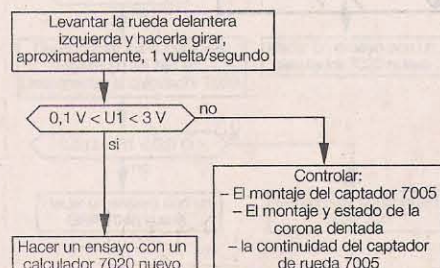 Levantar la rueda delantera
izquierda y hacerla girar,
aproximadamente, 1 vuelta/segundo
0,1 V < U1 < 3 V
no
si
Controlar:
– El montaje del captador 7005
– El montaje y estado de la
corona dentada
– la continuidad del captador
de rueda 7005
Hacer un ensayo con un
calculador 7020 nuevo